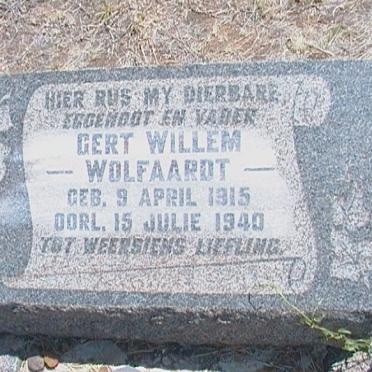 HIER RUS MY DIERBARE
EGGENOOT EN VADER
GERT WILLEM
— WOLFAARDT —
GEB. 9 APRIL 1915
OORL. 15 JULIE 1940
TOT WEERSIENS LIEFLING